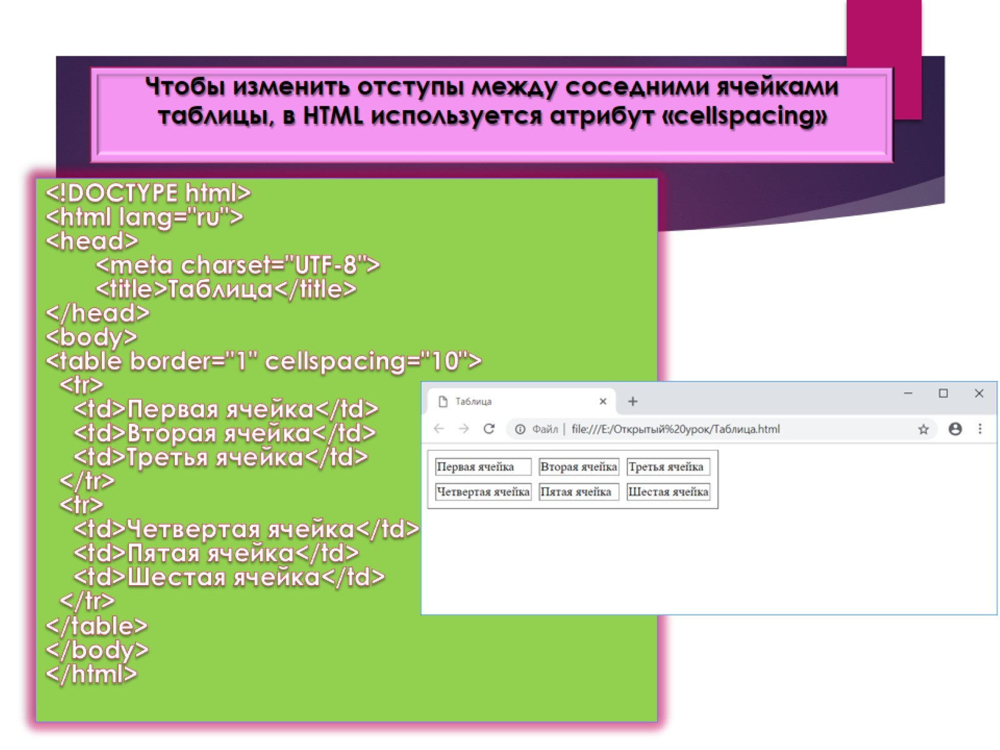 Чтобы изменить отступы между соседними ячейками
таблицы, в HTML используется атрибут «cellspacing»
<!DOCTYPE html>
<html lang="ru">
<head>
<meta charset="UTF-8">
<title>Таблица</title>
</head>
<body>
<table border="1" cellspacing="10">
<tr>
<td>Первая ячейка</td>
<td>Вторая ячейка</td>
<td>Третья ячейка</td>
</tr>
<tr>
<td>Четвертая ячейка</td>
<td>Пятая ячейка</td>
<td>Шестая ячейка</td>
</tr>
</table>
</body>
</html>
Таблица
Файл | file:///E:/Открытый%20урок/Таблица.html
Первая ячейка Вторая ячейка Третья ячейка
Четвертая ячейка Пятая ячейка Шестая ячейка